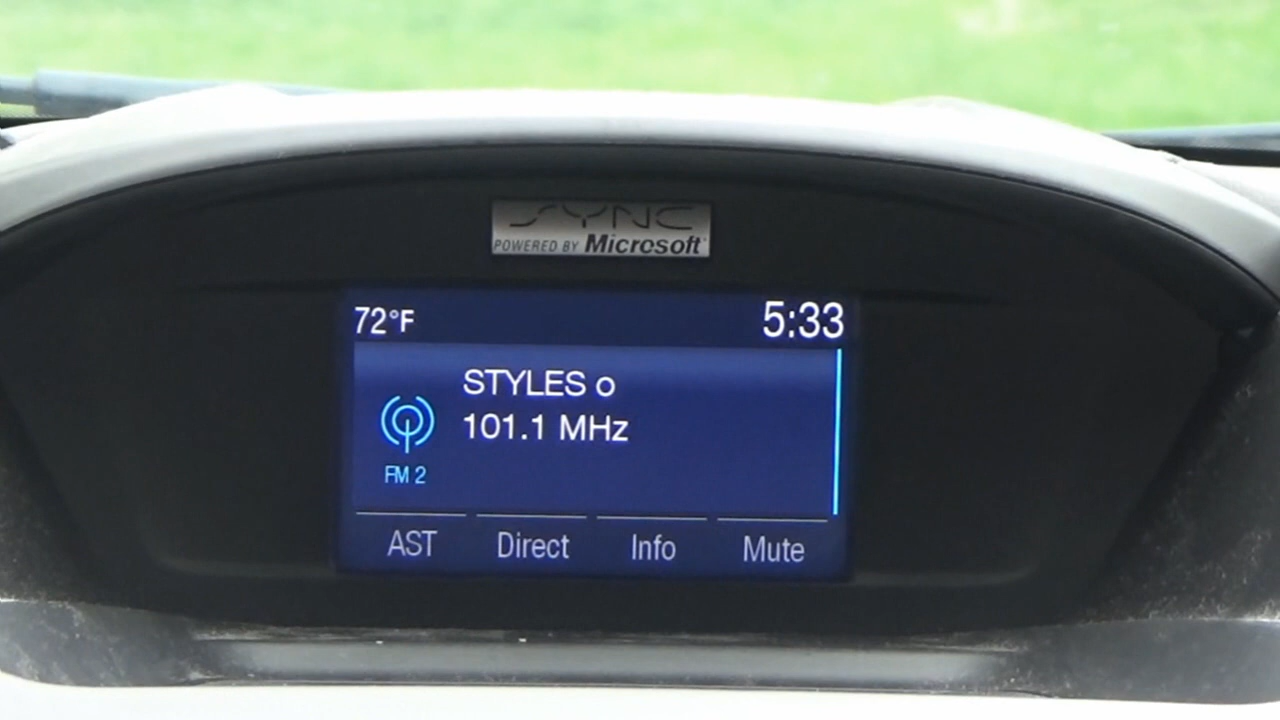 SYNC
POWERED BY Microsoft
72°F 5:33
STYLES o
101.1 MHz
FM 2
AST Direct Info Mute